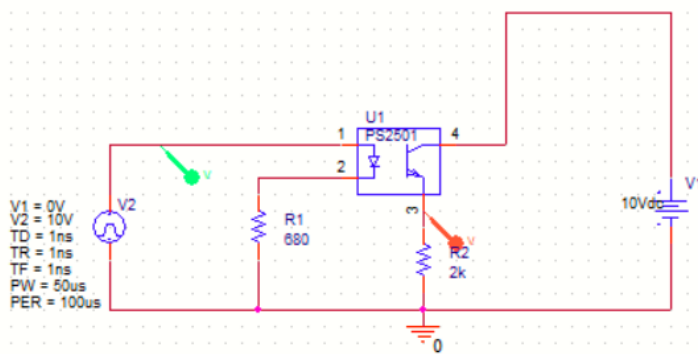 U1
PS2501
1
4
2
3
V1 = 0V
V2 = 10V
TD = 1ns
TR = 1ns
TF = 1ns
PW = 50us
PER = 100us
V2
V
R1
680
V
R2
2k
10Vdc
0